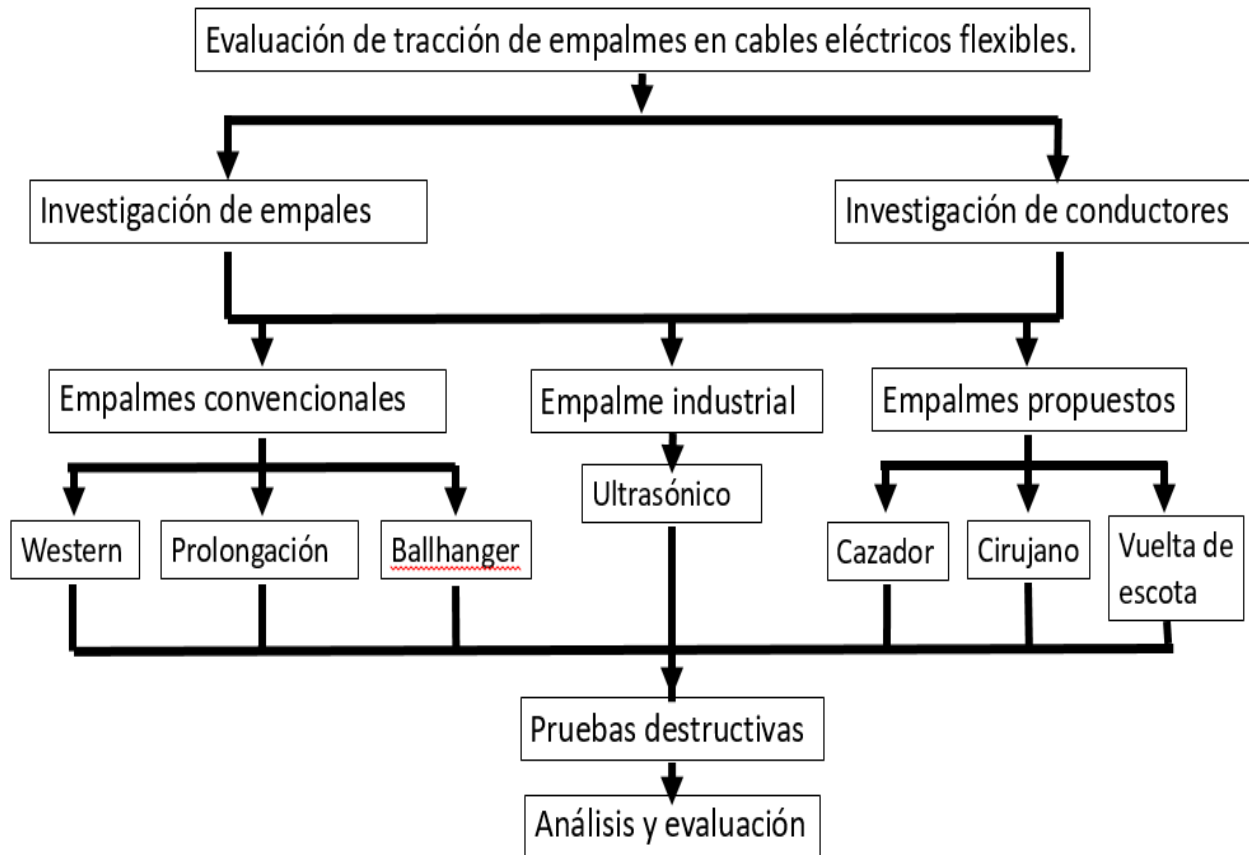 Evaluación de tracción de empalmes en cables eléctricos flexibles.
Investigación de empales
Investigación de conductores
Empalmes convencionales
Empalme industrial
Empalmes propuestos
Western
Prolongación
Ballhanger
Ultrasónico
Cazador
Cirujano
Vuelta de
escota
Pruebas destructivas
Análisis y evaluación